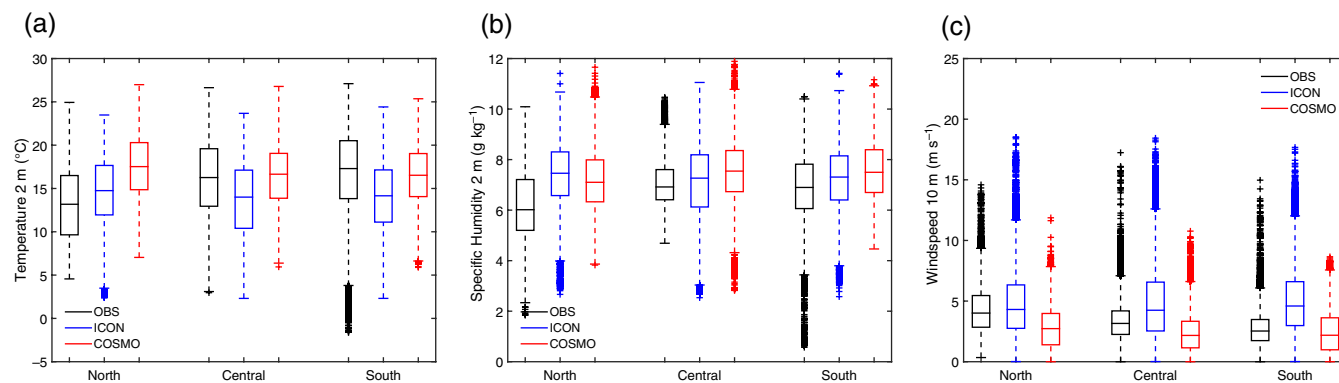 (a)
30
25
20
15
10
5
0
−5
Temperature 2 m (°C)
OBS
ICON
COSMO
North Central South
(b)
12
10
8
6
4
2
0
Specific Humidity 2 m (g kg⁻¹)
OBS
ICON
COSMO
North Central South
(c)
25
20
15
10
5
0
Windspeed 10 m (m s⁻¹)
OBS
ICON
COSMO
North Central South